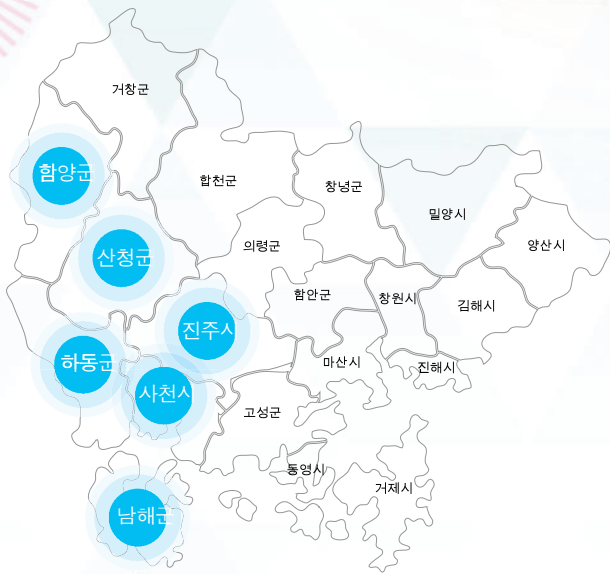 거창군
함양군
합천군
창녕군
밀양시
산청군
의령군
양산시
함안군
창원시
김해시
진주시
하동군
마산시
진해시
사천시
고성군
동영시
거제시
남해군